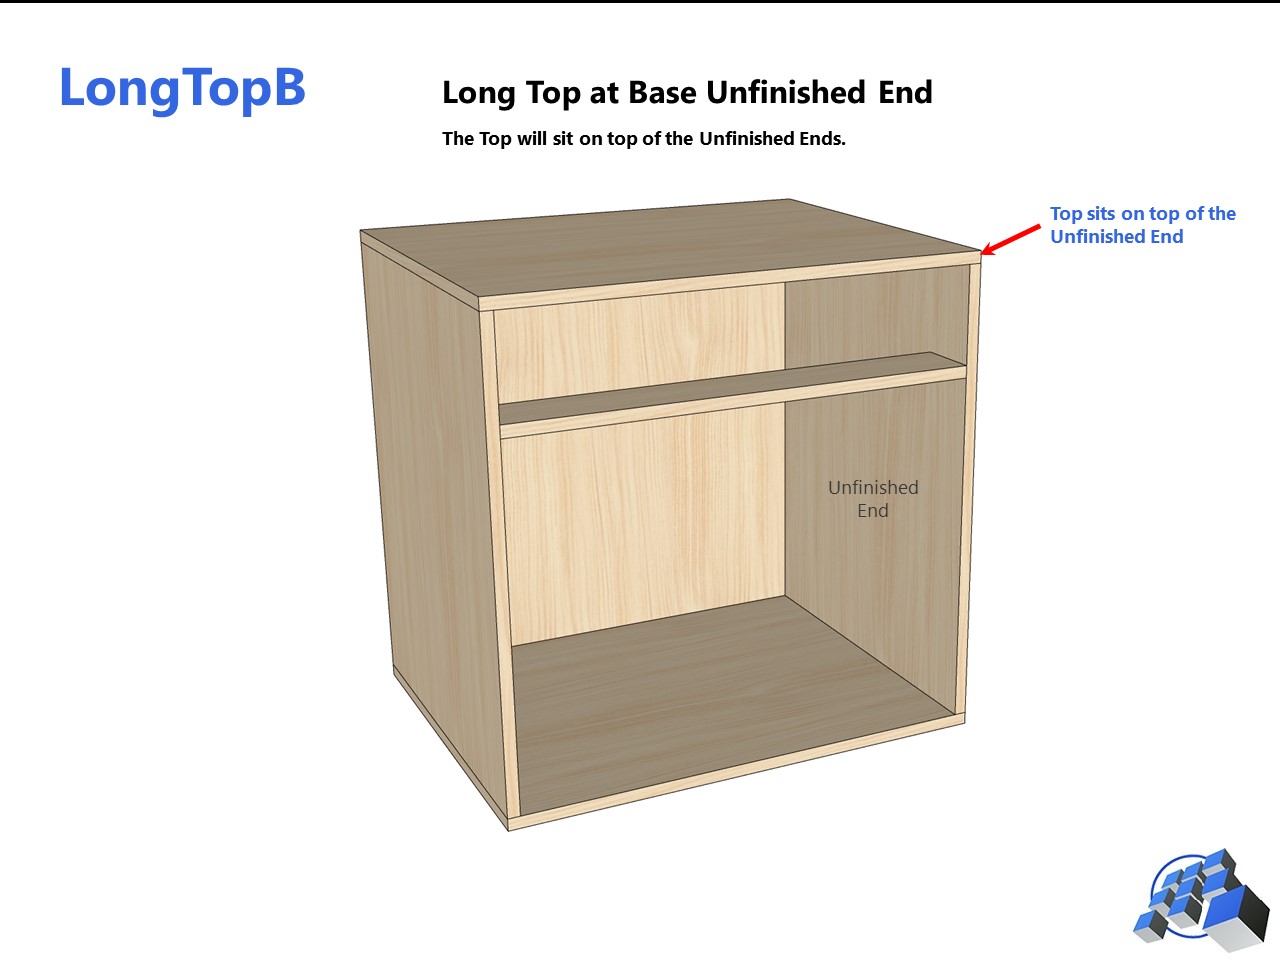 LongTopB
Long Top at Base Unfinished End
The Top will sit on top of the Unfinished Ends.
Top sits on top of the
Unfinished End
Unfinished
End